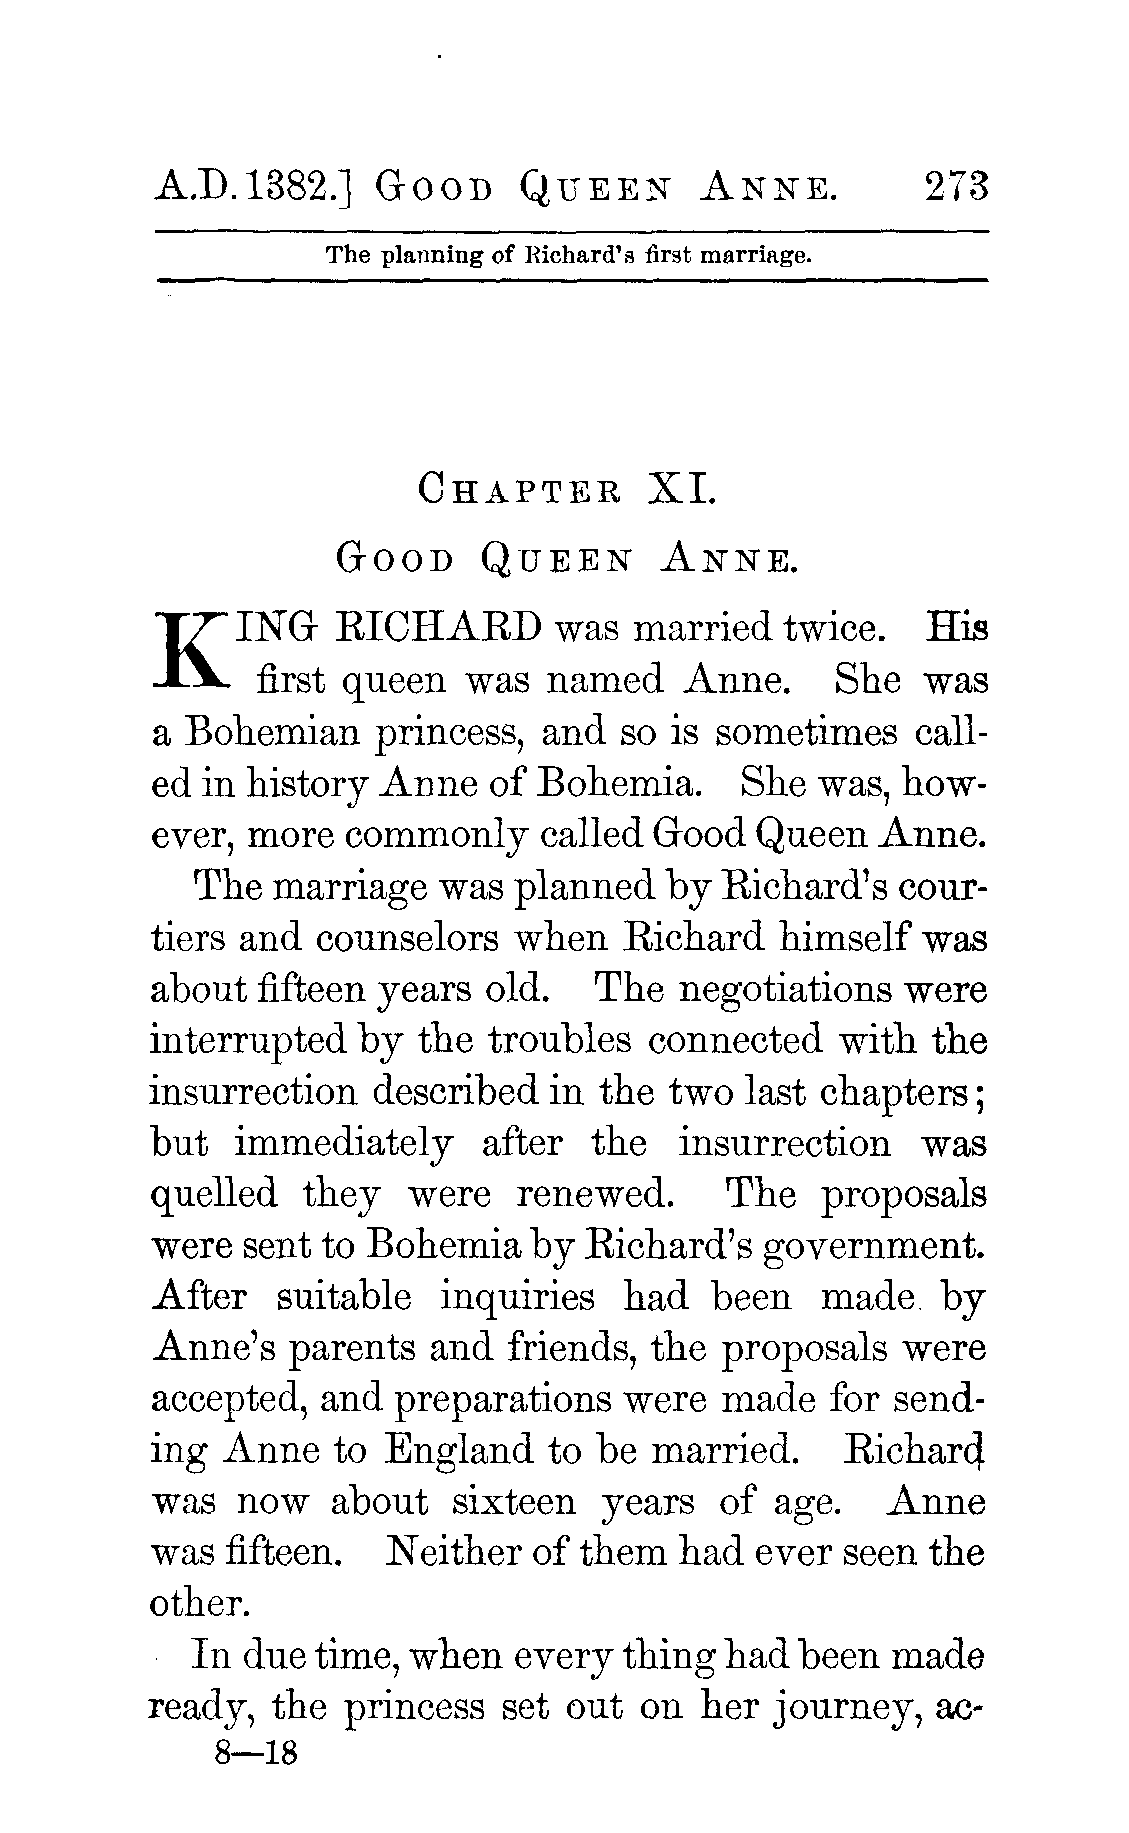 A.D. 1382.] GOOD QUEEN ANNE. 273
The planning of Richard's first marriage.
CHAPTER XI.
GOOD QUEEN ANNE.
KING RICHARD was married twice. His
first queen was named Anne. She was
a Bohemian princess, and so is sometimes call-
ed in history Anne of Bohemia. She was, how-
ever, more commonly called Good Queen Anne.
The marriage was planned by Richard's cour-
tiers and counselors when Richard himself was
about fifteen years old. The negotiations were
interrupted by the troubles connected with the
insurrection described in the two last chapters;
but immediately after the insurrection was
quelled they were renewed. The proposals
were sent to Bohemia by Richard's government.
After suitable inquiries had been made by
Anne's parents and friends, the proposals were
accepted, and preparations were made for send-
ing Anne to England to be married. Richard
was now about sixteen years of age. Anne
was fifteen. Neither of them had ever seen the
other.
In due time, when every thing had been made
ready, the princess set out on her journey, ac-
8—18